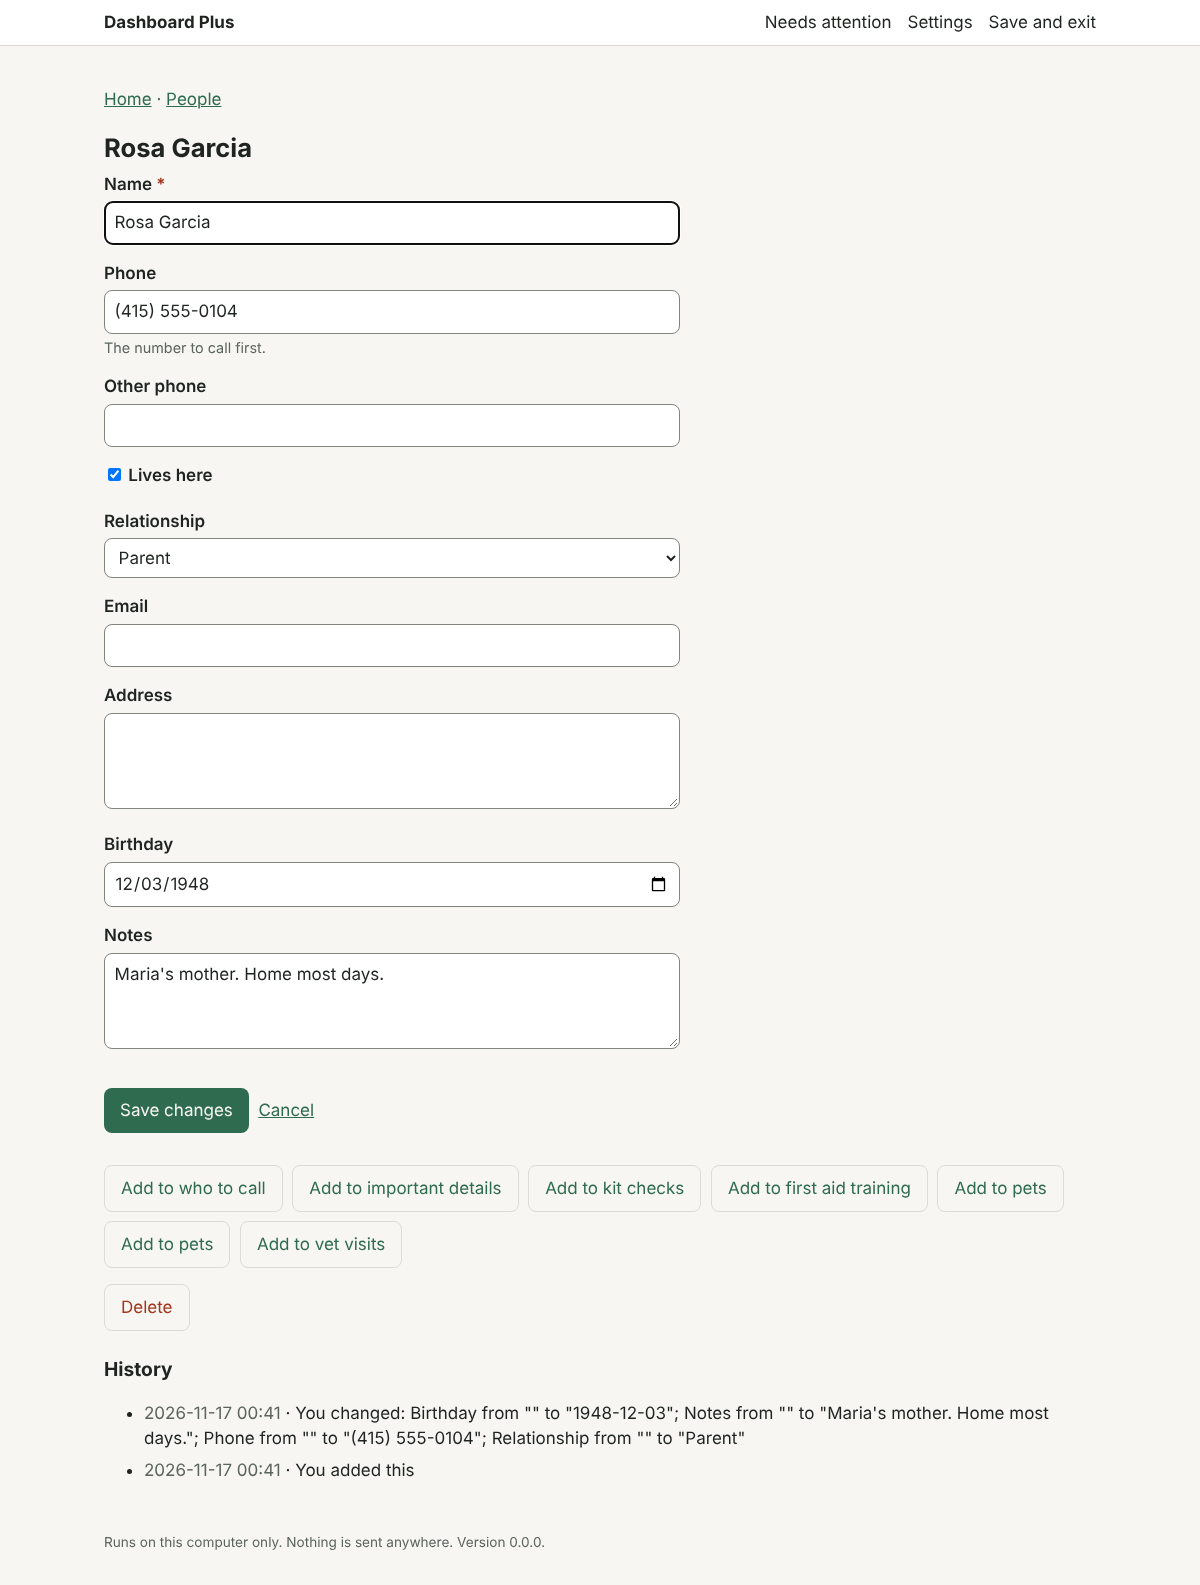 Dashboard Plus
Needs attention Settings Save and exit
Home · People
Rosa Garcia
Name *
Rosa Garcia
Phone
(415) 555-0104
The number to call first.
Other phone
Lives here
Relationship
Parent
Email
Address
Birthday
12/03/1948
Notes
Maria's mother. Home most days.
Save changes Cancel
Add to who to call Add to important details Add to kit checks Add to first aid training Add to pets
Add to pets Add to vet visits
Delete
History
2026-11-17 00:41 · You changed: Birthday from "" to "1948-12-03"; Notes from "" to "Maria's mother. Home most
days."; Phone from "" to "(415) 555-0104"; Relationship from "" to "Parent"
2026-11-17 00:41 · You added this
Runs on this computer only. Nothing is sent anywhere. Version 0.0.0.